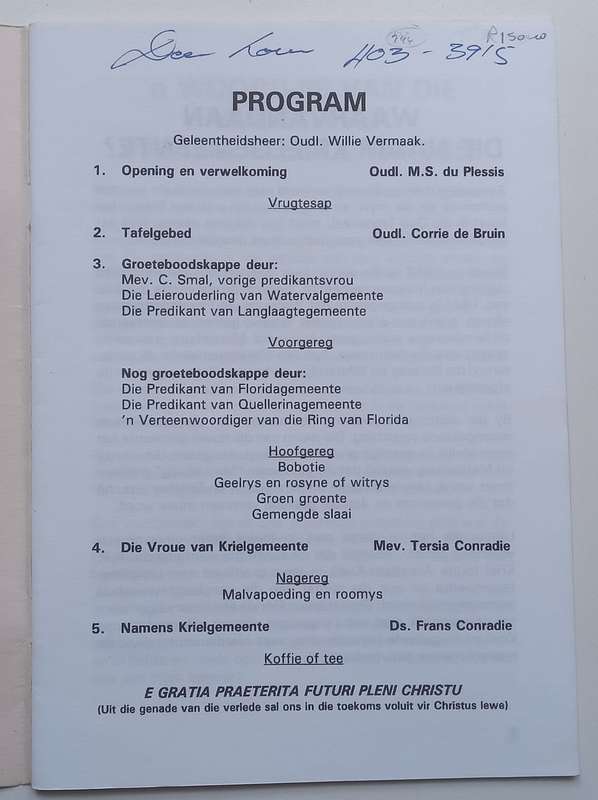 403-3915
PROGRAM
Geleentheidsheer: Oudl. Willie Vermaak.
1. Opening en verwelkoming Oudl. M.S. du Plessis
Vrugtesap
2. Tafelgebed Oudl. Corrie de Bruin
3. Groeteboodskappe deur:
Mev. C. Smal, vorige predikantsvrou
Die Leierouderling van Watervalgemeente
Die Predikant van Langlaagtegemeente
Voorgereg
Nog groeteboodskappe deur:
Die Predikant van Floridagemeente
Die Predikant van Quellerinagemeente
'n Verteenwoordiger van die Ring van Florida
Hoofgereg
Bobotie
Geelrys en rosyne of witrys
Groen groente
Gemengde slaai
4. Die Vroue van Krielgemeente Mev. Tersia Conradie
Nagereg
Malvapoeding en roomys
5. Namens Krielgemeente Ds. Frans Conradie
Koffie of tee
E GRATIA PRAETERITA FUTURI PLENI CHRISTU
(Uit die genade van die verlede sal ons in die toekoms voluit vir Christus lewe)